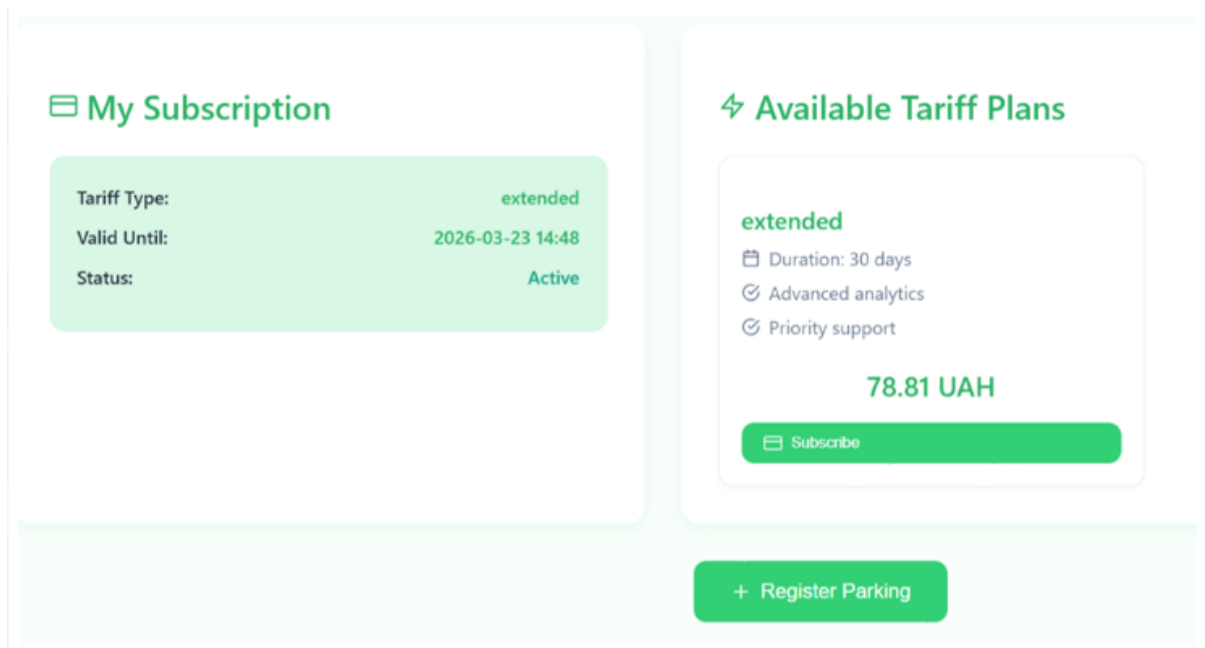 My Subscription
Tariff Type: extended
Valid Until: 2026-03-23 14:48
Status: Active
Available Tariff Plans
extended
Duration: 30 days
Advanced analytics
Priority support
78.81 UAH
Subscribe
+ Register Parking